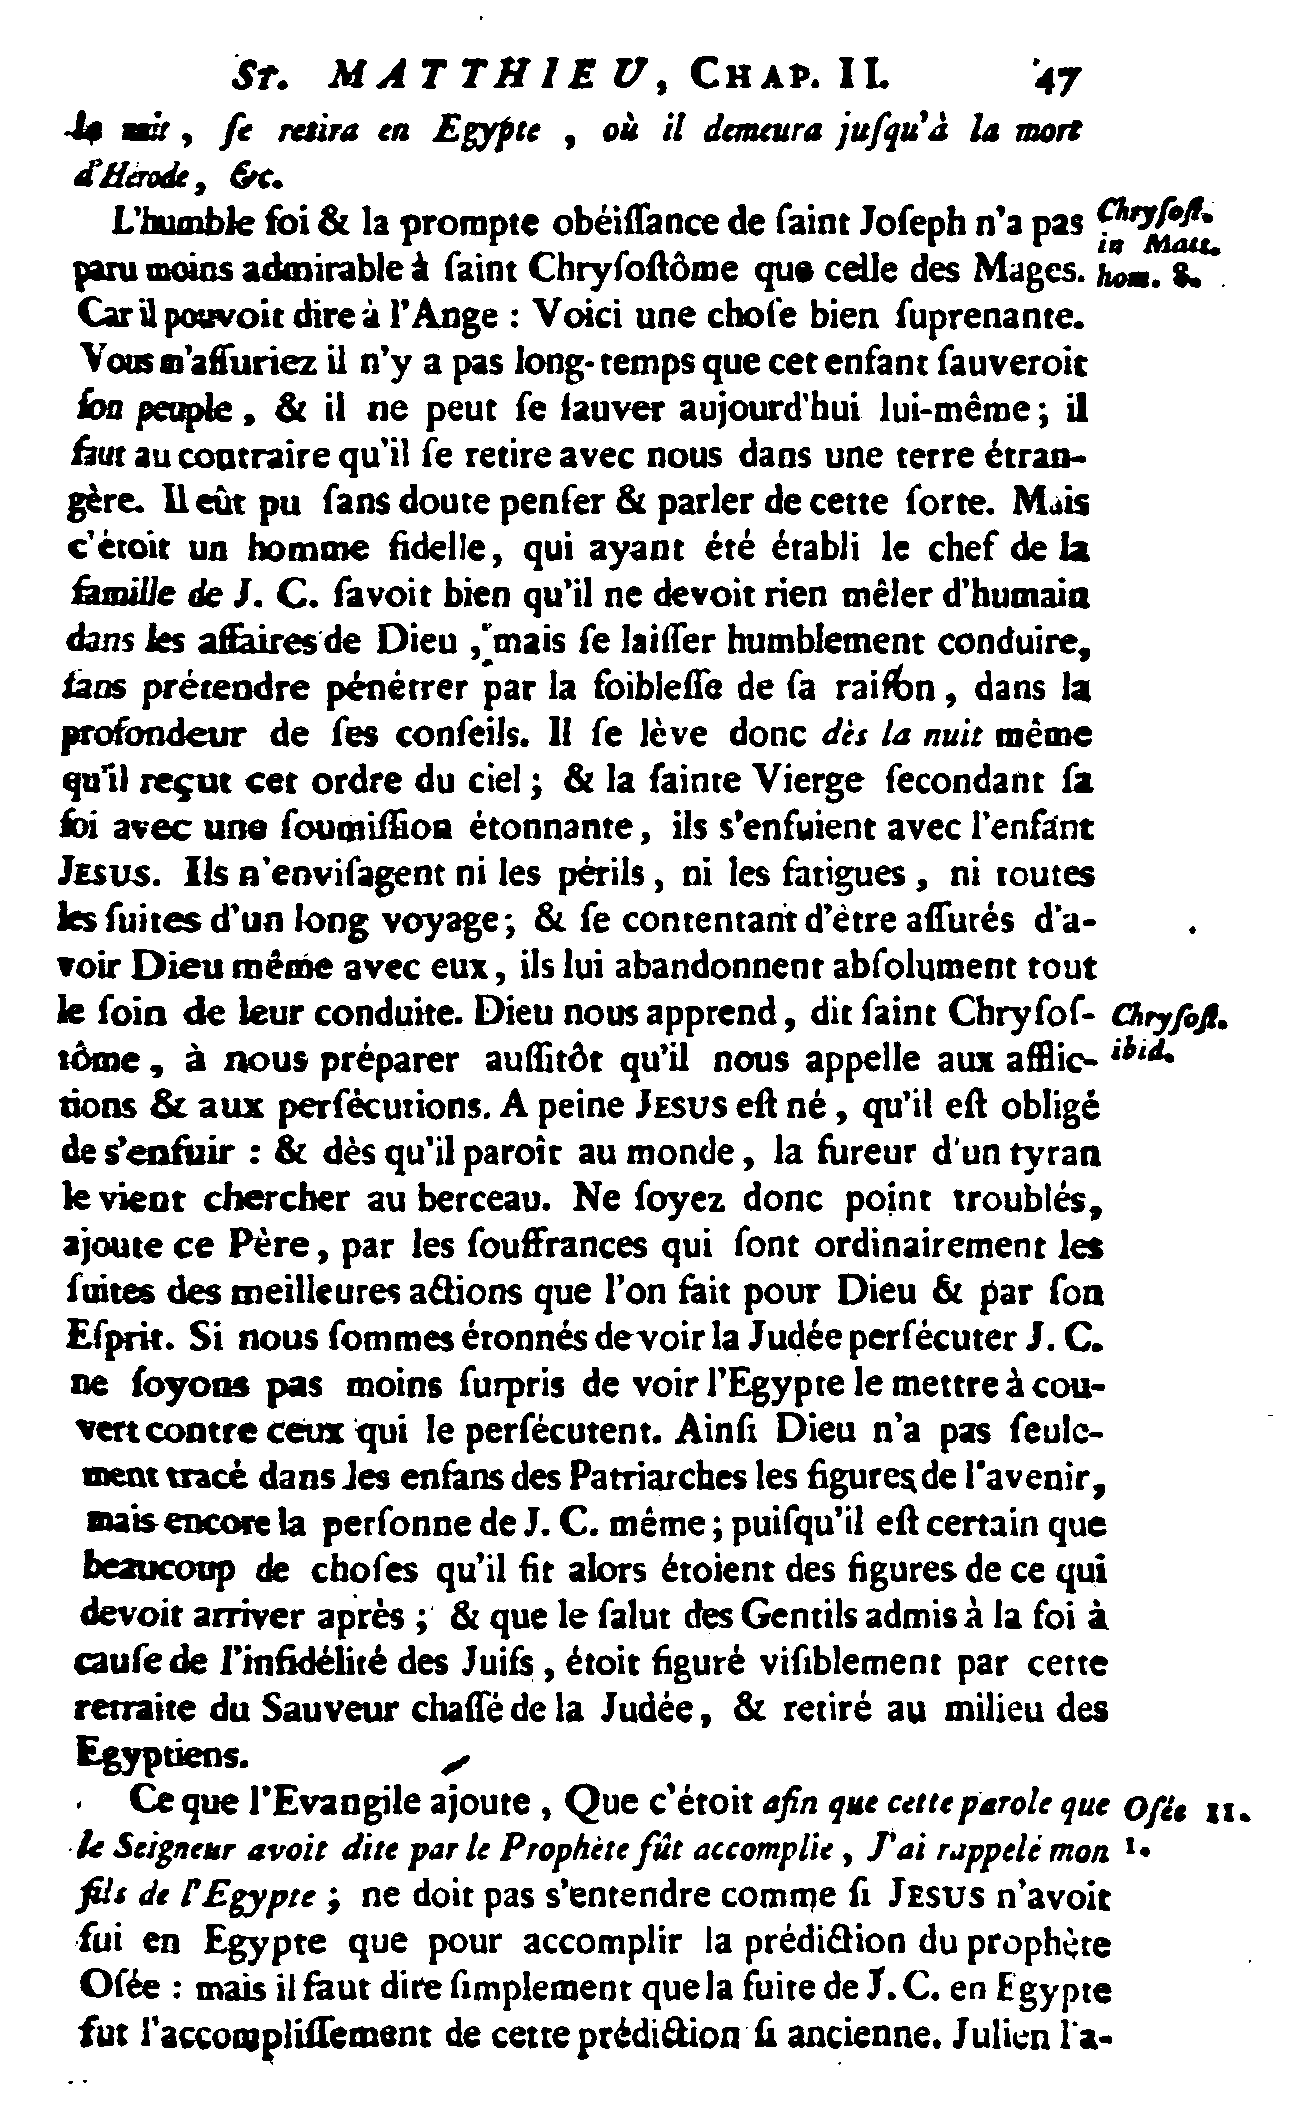 St. MATTHIEU, CHAP. II. 47
la nuit, ſe retira en Egypte, où il demeura juſqu'à la mort
d'Hérode, &c.
L'humble foi & la prompte obéiſſance de ſaint Joſeph n'a pas
Chryſoſt.
in Matt.
hom. 8.
paru moins admirable à ſaint Chryſoſtôme que celle des Mages.
Car il pouvoit dire à l'Ange : Voici une choſe bien ſuprenante.
Vous m'aſſuriez il n'y a pas long-temps que cet enfant ſauveroit
ſon peuple, & il ne peut ſe ſauver aujourd'hui lui-même ; il
faut au contraire qu'il ſe retire avec nous dans une terre étran-
gère. Il eût pu ſans doute penſer & parler de cette ſorte. Mais
c'étoit un homme fidelle, qui ayant été établi le chef de la
famille de J. C. ſavoit bien qu'il ne devoit rien mêler d'humain
dans les affaires de Dieu, mais ſe laiſſer humblement conduire,
ſans prétendre pénétrer par la foibleſſe de ſa raiſon, dans la
profondeur de ſes conſeils. Il ſe lève donc dès la nuit même
qu'il reçut cet ordre du ciel ; & la ſainte Vierge ſecondant ſa
foi avec une ſoumiſſion étonnante, ils s'enfuient avec l'enfant
JESUS. Ils n'enviſagent ni les périls, ni les fatigues, ni toutes
les ſuites d'un long voyage ; & ſe contentant d'être aſſurés d'a-
voir Dieu même avec eux, ils lui abandonnent abſolument tout
le ſoin de leur conduite. Dieu nous apprend, dit ſaint Chryſoſ-
Chryſoſt.
ibid.
tôme, à nous préparer auſſitôt qu'il nous appelle aux afflic-
tions & aux perſécutions. A peine JESUS eſt né, qu'il eſt obligé
de s'enfuir : & dès qu'il paroît au monde, la fureur d'un tyran
le vient chercher au berceau. Ne ſoyez donc point troublés,
ajoute ce Père, par les ſouffrances qui ſont ordinairement les
ſuites des meilleures actions que l'on fait pour Dieu & par ſon
Eſprit. Si nous ſommes étonnés de voir la Judée perſécuter J. C.
ne ſoyons pas moins ſurpris de voir l'Egypte le mettre à cou-
vert contre ceux qui le perſécutent. Ainſi Dieu n'a pas ſeule-
ment tracé dans les enfans des Patriarches les figures de l'avenir,
mais encore la perſonne de J. C. même ; puiſqu'il eſt certain que
beaucoup de choſes qu'il fit alors étoient des figures de ce qui
devoit arriver après ; & que le ſalut des Gentils admis à la foi à
cauſe de l'infidélité des Juifs, étoit figuré viſiblement par cette
retraite du Sauveur chaſſé de la Judée, & retiré au milieu des
Egyptiens.
Ce que l'Evangile ajoute, Que c'étoit afin que cette parole que
Oſée 11.
1.
le Seigneur avoit dite par le Prophète fût accomplie, J'ai rappelé mon
fils de l'Egypte ; ne doit pas s'entendre comme ſi JESUS n'avoit
fui en Egypte que pour accomplir la prédiction du prophète
Oſée : mais il faut dire ſimplement que la fuite de J. C. en Egypte
fut l'accompliſſement de cette prédiction ſi ancienne. Julien l'a-